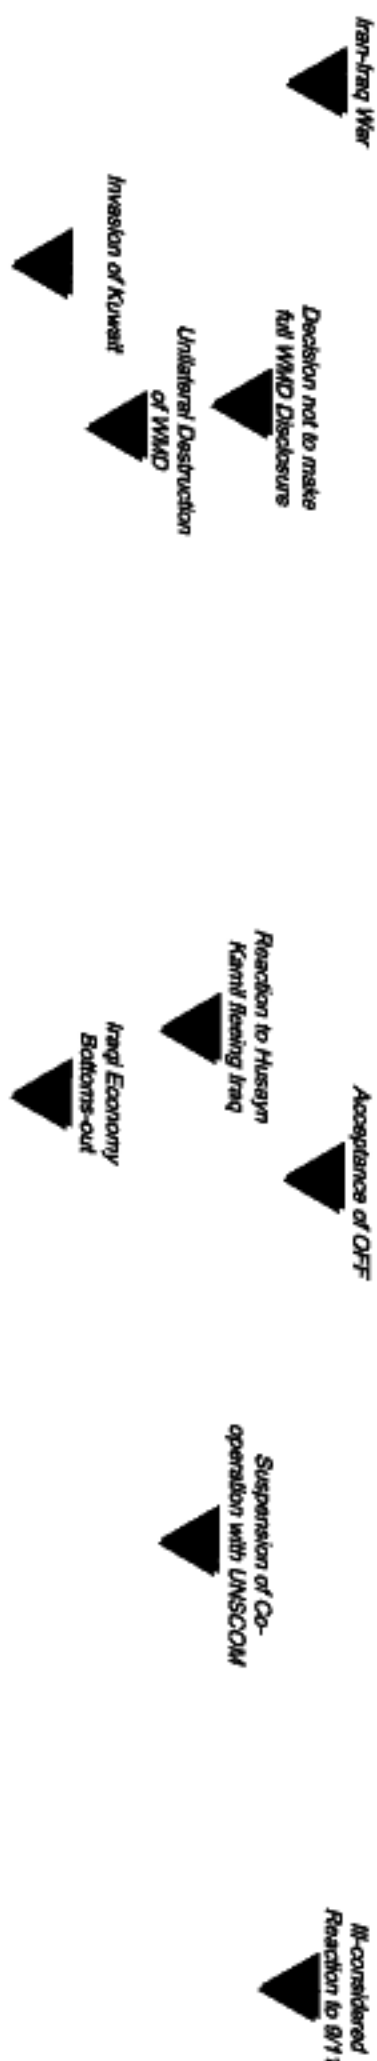 Iran-Iraq War
Invasion of Kuwait
Decision not to make
full WMD Disclosure
Unilateral Destruction
of WMD
Reaction to Husayn
Kamil fleeing Iraq
Iraqi Economy
Bottoms-out
Acceptance of OFF
Suspension of Co-
operation with UNSCOM
Ill-considered
Reaction to 9/11